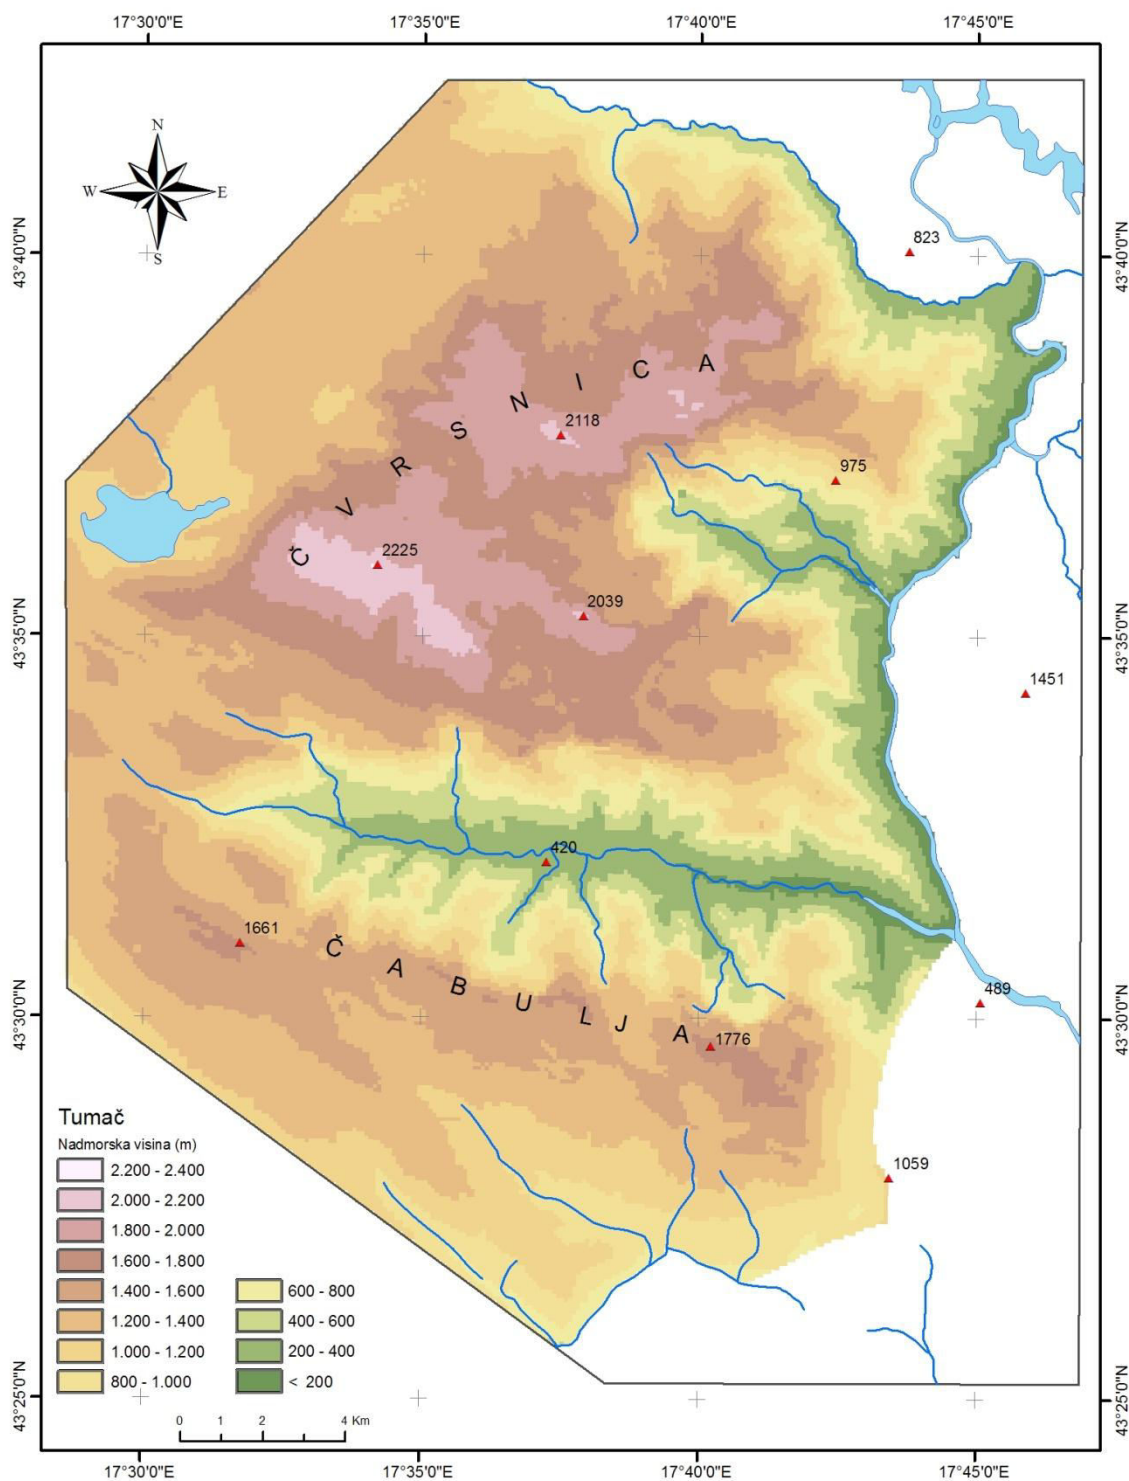 17°30'0"E 17°35'0"E 17°40'0"E 17°45'0"E
N
W E
S
43°40'0"N 43°40'0"N
823
ČVRSNICA
2118
975
2225
2039
43°35'0"N 43°35'0"N
1451
420
1661
ČABULJA
489
43°30'0"N 43°30'0"N
1776
1059
Tumač
Nadmorska visina (m)
2.200 - 2.400
2.000 - 2.200
1.800 - 2.000
1.600 - 1.800
1.400 - 1.600
1.200 - 1.400
1.000 - 1.200
800 - 1.000
600 - 800
400 - 600
200 - 400
< 200
43°25'0"N 43°25'0"N
0 1 2 4 Km
17°30'0"E 17°35'0"E 17°40'0"E 17°45'0"E